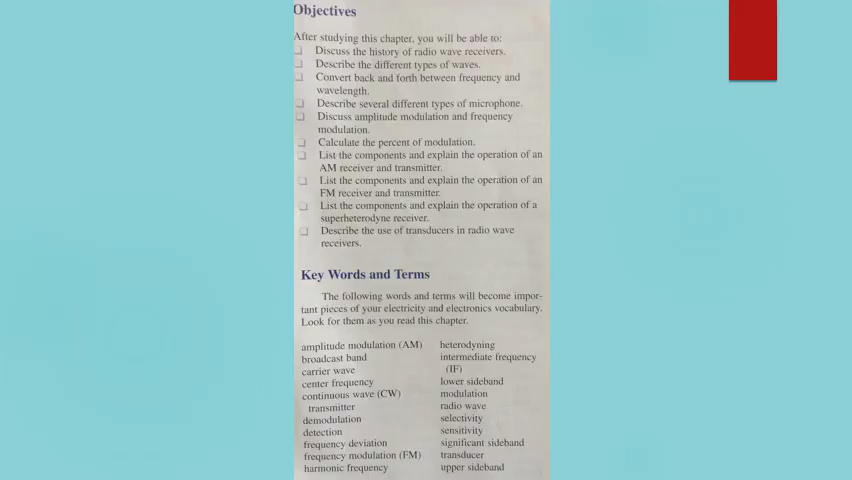 Objectives
After studying this chapter, you will be able to:
❑ Discuss the history of radio wave receivers.
❑ Describe the different types of waves.
❑ Convert back and forth between frequency and
wavelength.
❑ Describe several different types of microphone.
❑ Discuss amplitude modulation and frequency
modulation.
❑ Calculate the percent of modulation.
❑ List the components and explain the operation of an
AM receiver and transmitter.
❑ List the components and explain the operation of an
FM receiver and transmitter.
❑ List the components and explain the operation of a
superheterodyne receiver.
❑ Describe the use of transducers in radio wave
receivers.
Key Words and Terms
The following words and terms will become impor-
tant pieces of your electricity and electronics vocabulary.
Look for them as you read this chapter.
amplitude modulation (AM)
broadcast band
carrier wave
center frequency
continuous wave (CW)
transmitter
demodulation
detection
frequency deviation
frequency modulation (FM)
harmonic frequency
heterodyning
intermediate frequency
(IF)
lower sideband
modulation
radio wave
selectivity
sensitivity
significant sideband
transducer
upper sideband